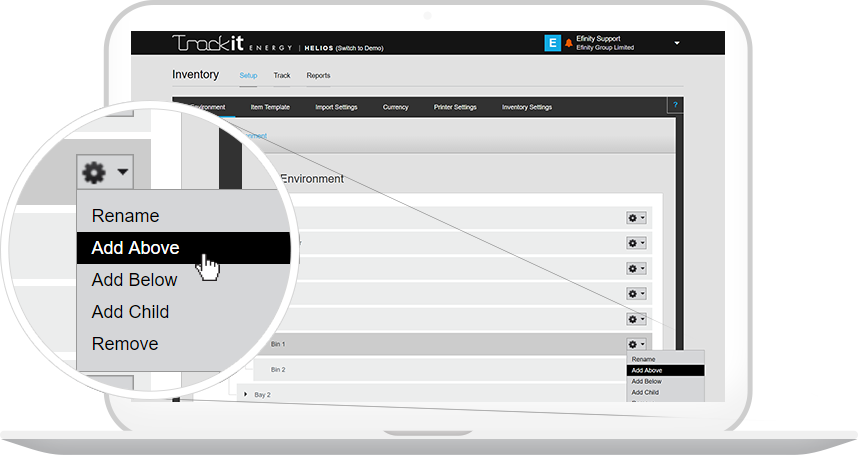 Trackit ENERGY | HELIOS (Switch to Demo)
E
Efinity Support
Efinity Group Limited
Inventory Setup Track Reports
Item Template Import Settings Currency Printer Settings Inventory Settings ?
Environment
Rename
Add Above
Add Below
Add Child
Remove
Bin 1
Bin 2
Bay 2
Rename
Add Above
Add Below
Add Child